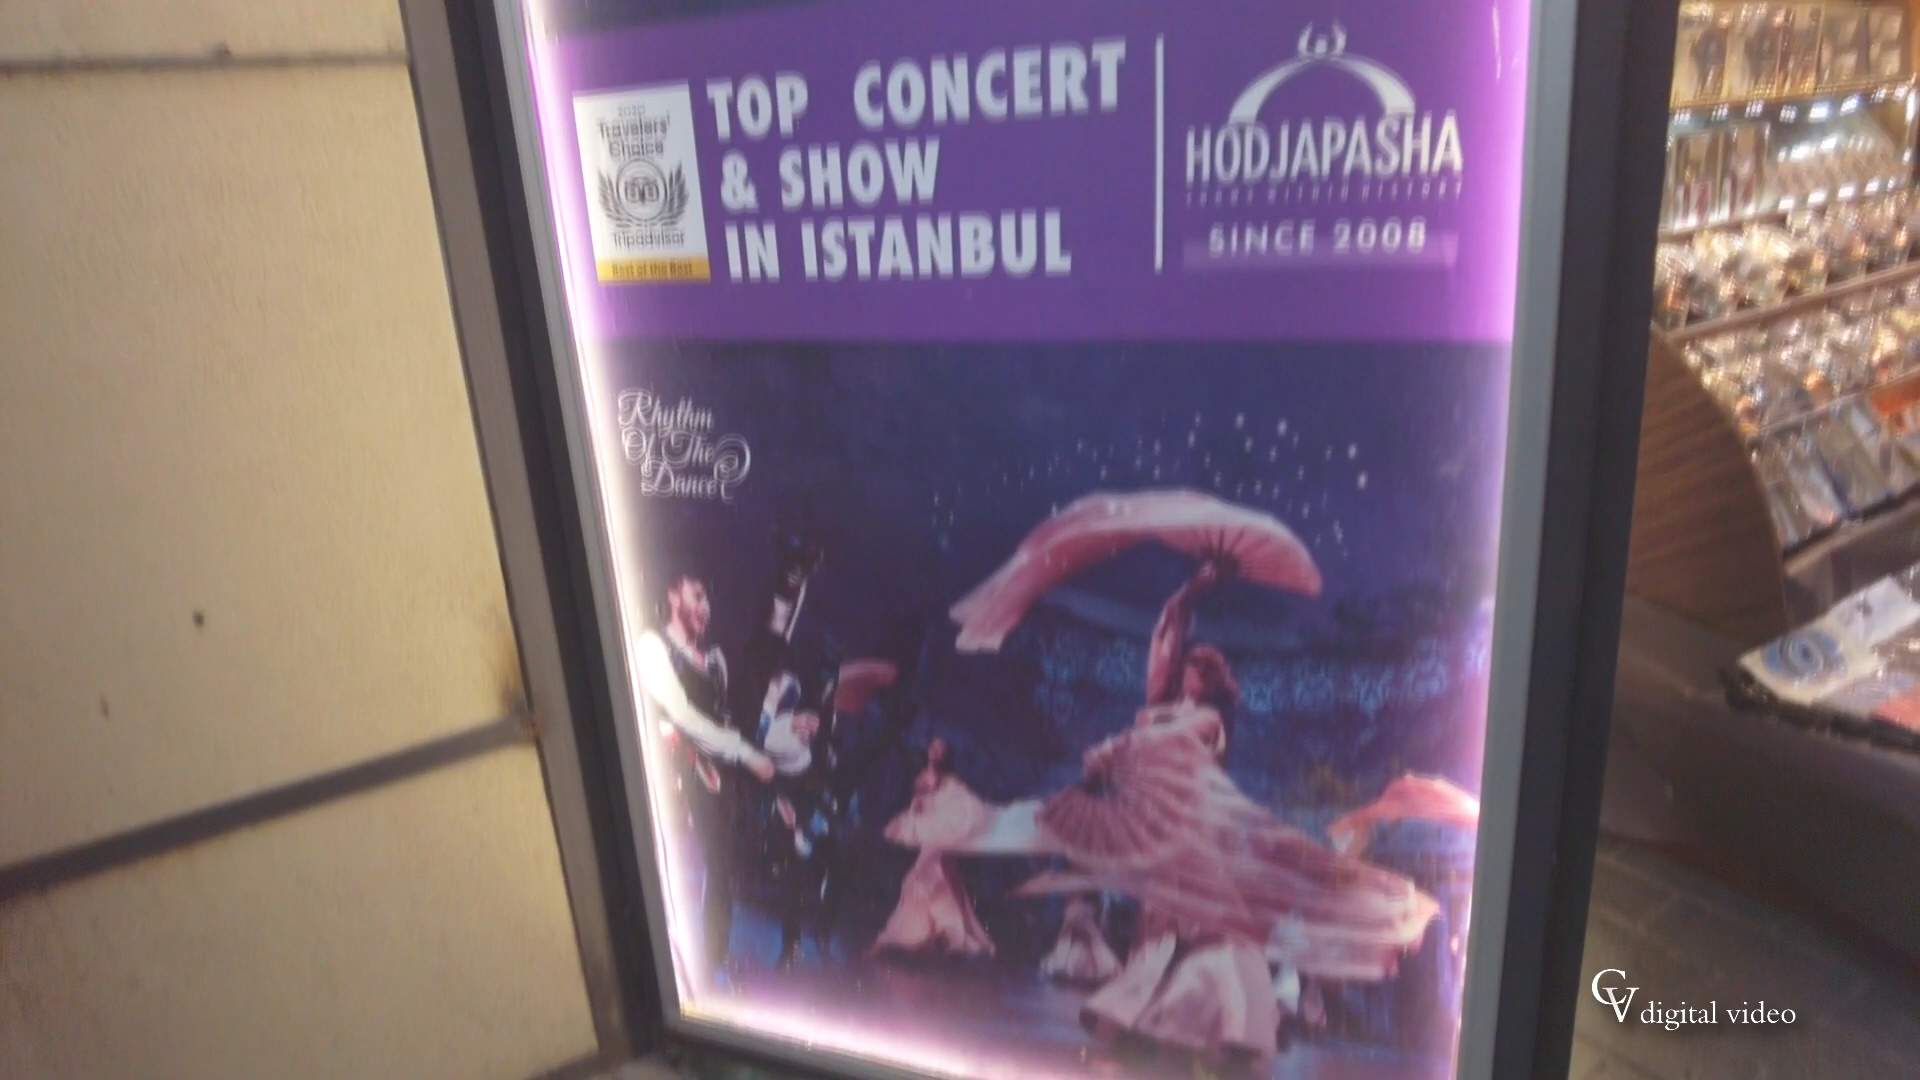 2020
Travelers'
Choice
Tripadvisor
Best of the Best
TOP CONCERT
& SHOW
IN ISTANBUL
HODJAPASHA
SINCE 2008
Rhythm
Of The
Dance
CV digital video